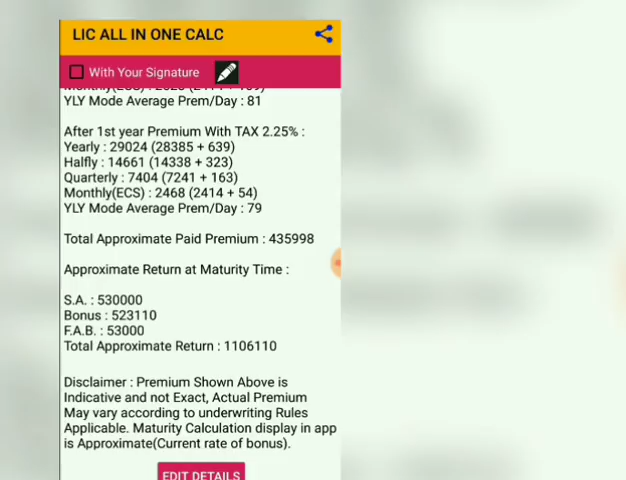 LIC ALL IN ONE CALC
With Your Signature
YLY Mode Average Prem/Day : 81
After 1st year Premium With TAX 2.25% :
Yearly : 29024 (28385 + 639)
Halfly : 14661 (14338 + 323)
Quarterly : 7404 (7241 + 163)
Monthly(ECS) : 2468 (2414 + 54)
YLY Mode Average Prem/Day : 79
Total Approximate Paid Premium : 435998
Approximate Return at Maturity Time :
S.A. : 530000
Bonus : 523110
F.A.B. : 53000
Total Approximate Return : 1106110
Disclaimer : Premium Shown Above is
Indicative and not Exact, Actual Premium
May vary according to underwriting Rules
Applicable. Maturity Calculation display in app
is Approximate(Current rate of bonus).
EDIT DETAILS